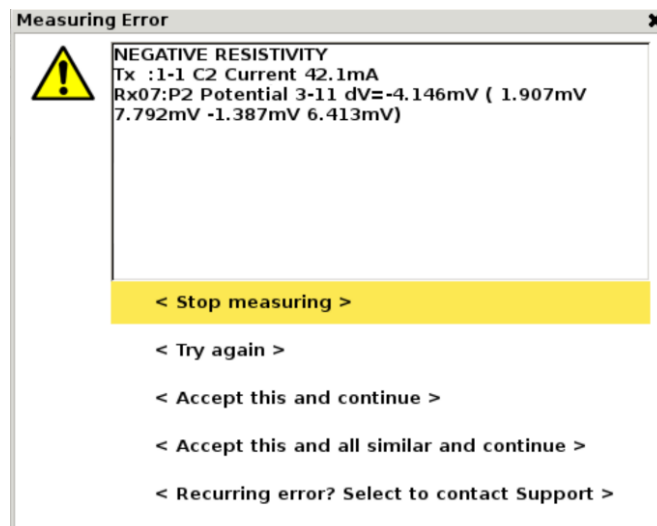 Measuring Error
NEGATIVE RESISTIVITY
Tx :1-1 C2 Current 42.1mA
Rx07:P2 Potential 3-11 dV=-4.146mV ( 1.907mV
7.792mV -1.387mV 6.413mV)
< Stop measuring >
< Try again >
< Accept this and continue >
< Accept this and all similar and continue >
< Recurring error? Select to contact Support >